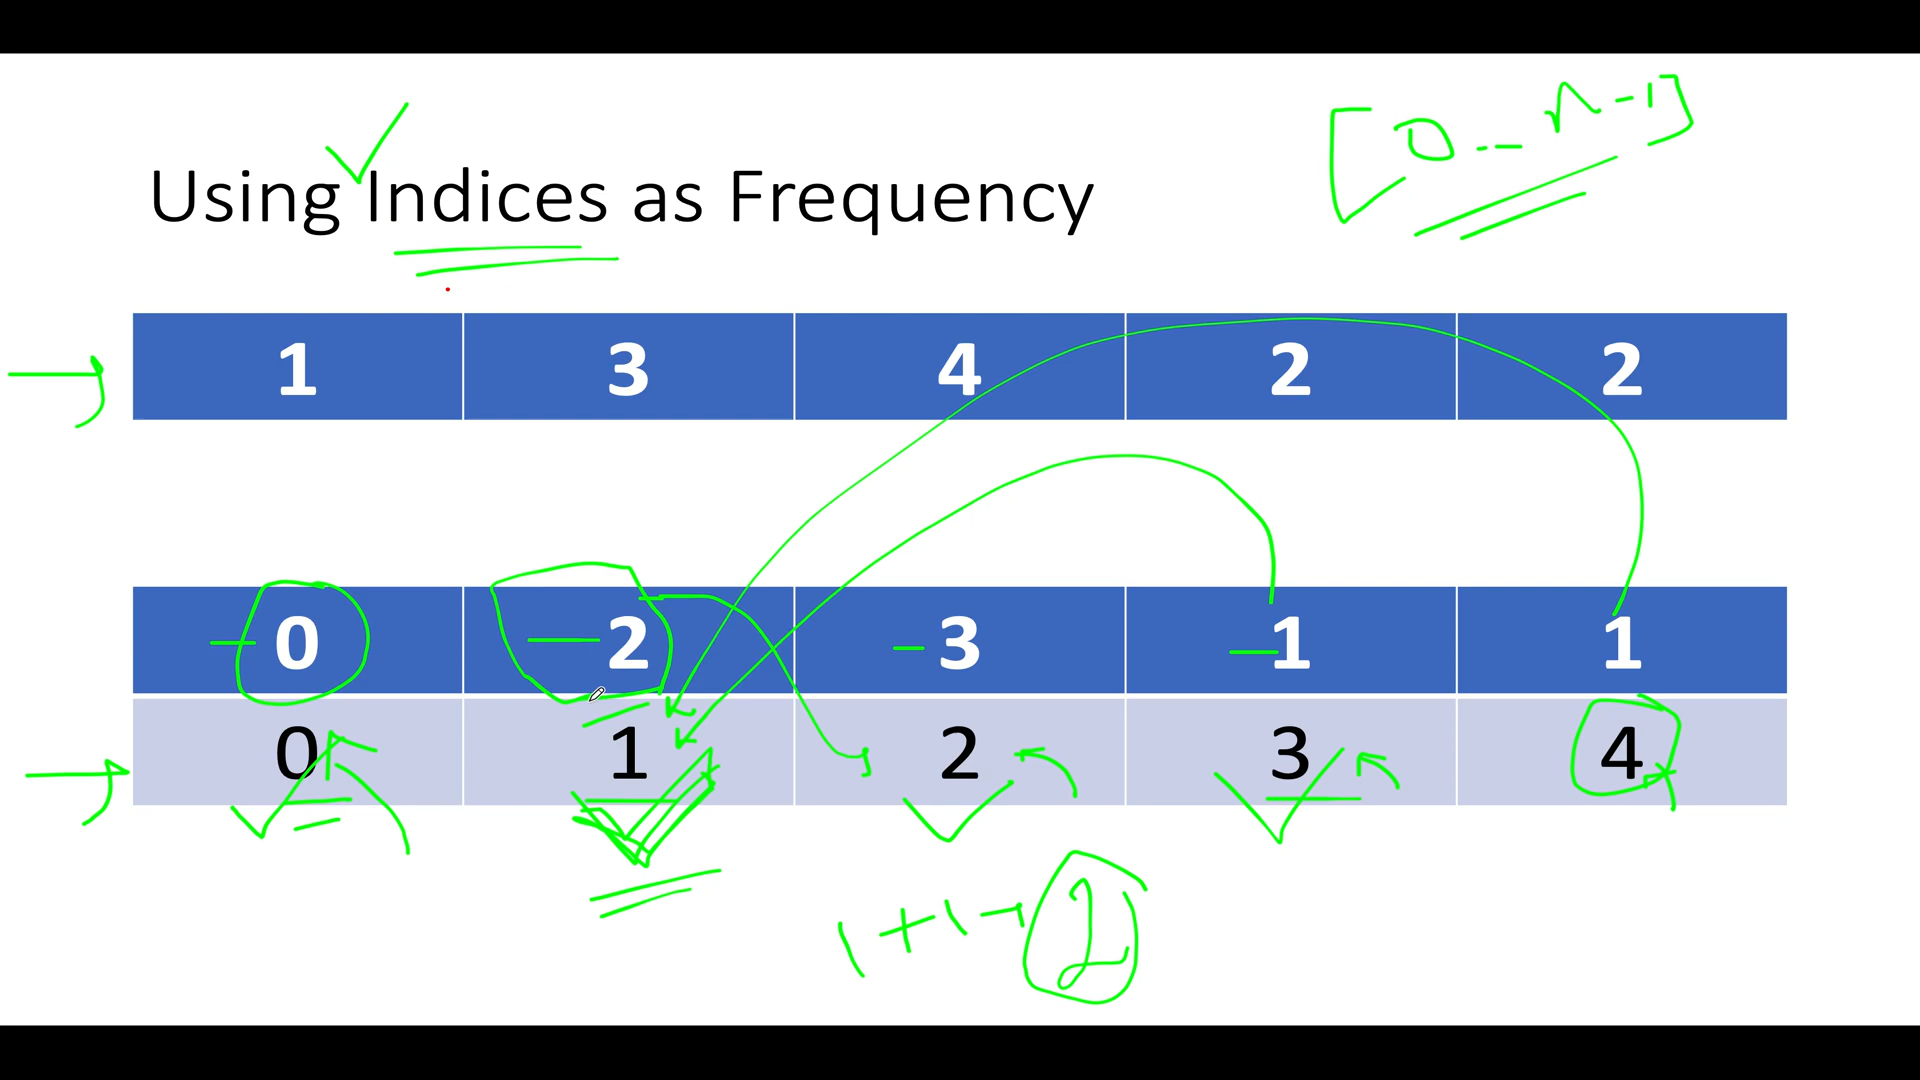 [0 -- n-1]
Using Indices as Frequency
1 3 4 2 2
-0 -2 -3 -1 1
0 1 2 3 4
1+1→2